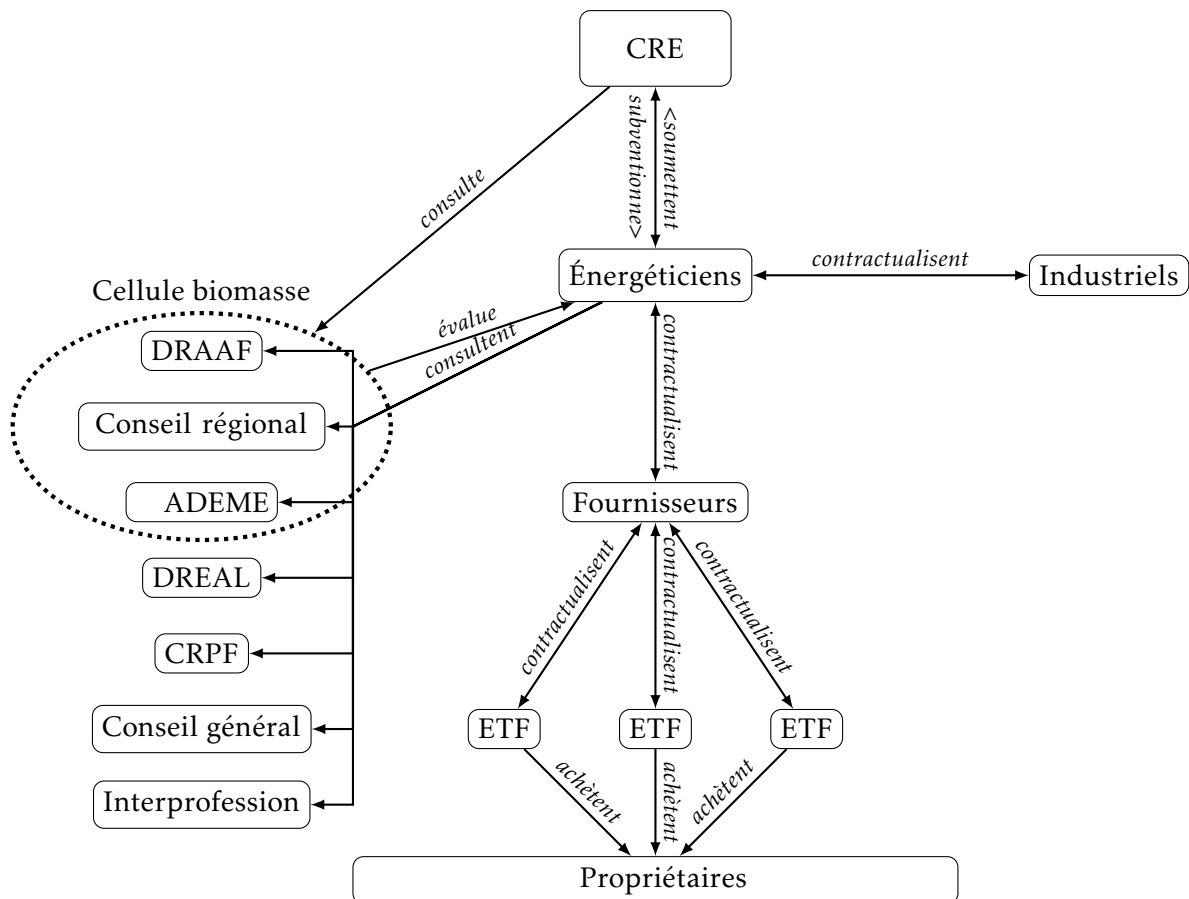 CRE
subventionne>
<soumettent
consulte
Énergéticiens
contractualisent
Industriels
Cellule biomasse
évalue
consultent
DRAAF
Conseil régional
ADEME
DREAL
CRPF
Conseil général
Interprofession
contractualisent
Fournisseurs
contractualisent
contractualisent
contractualisent
ETF
ETF
ETF
achètent
achètent
achètent
Propriétaires